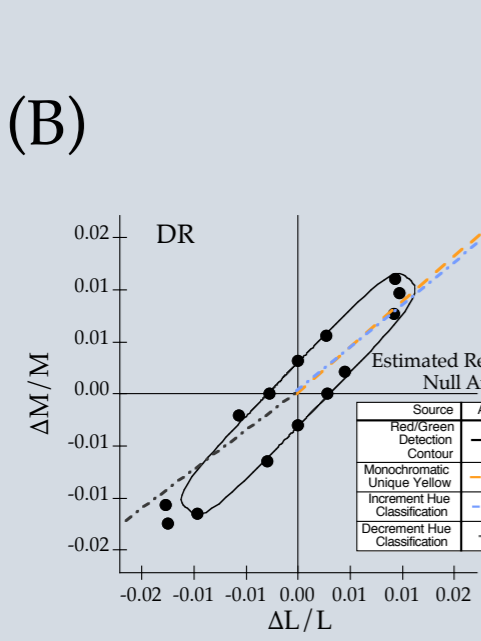 (B)
DR
0.02
0.01
0.01
0.00
-0.01
-0.01
-0.02
ΔM/M
Estimated Re
Null A
Source
Red/Green
Detection
Contour
Monochromatic
Unique Yellow
Increment Hue
Classification
Decrement Hue
Classification
-0.02 -0.01 -0.01 0.00 0.01 0.01 0.02
ΔL/L